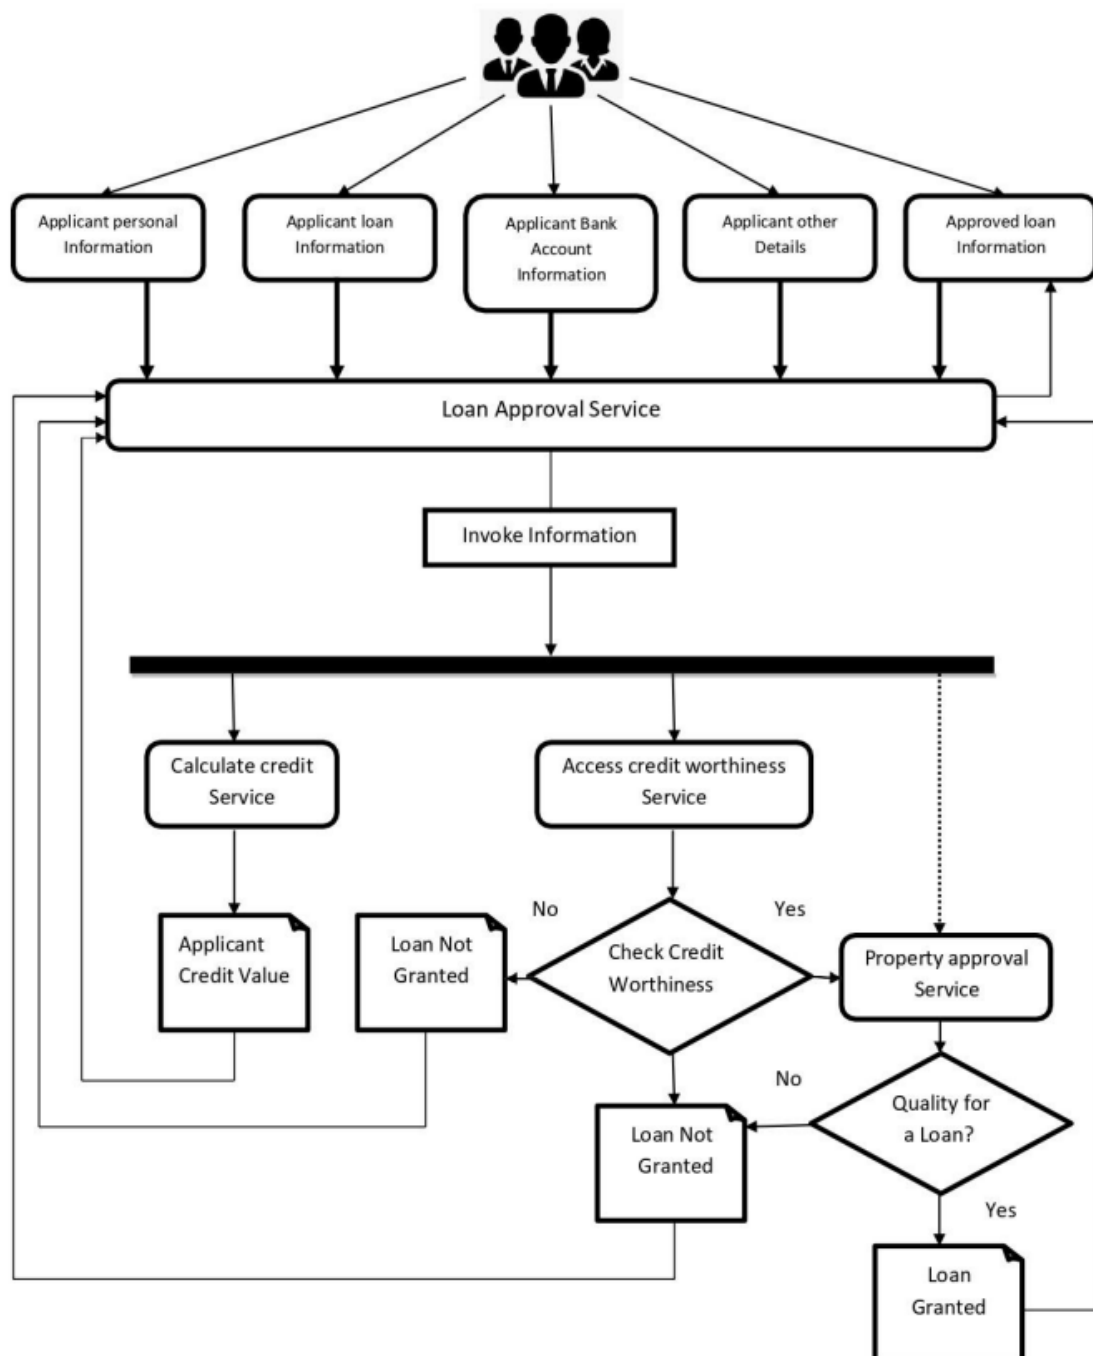 Applicant personal
Information
Applicant loan
Information
Applicant Bank
Account
Information
Applicant other
Details
Approved loan
Information
Loan Approval Service
Invoke Information
Calculate credit
Service
Access credit worthiness
Service
No
Yes
Applicant
Credit Value
Loan Not
Granted
Check Credit
Worthiness
Property approval
Service
No
Loan Not
Granted
Quality for
a Loan?
Yes
Loan
Granted